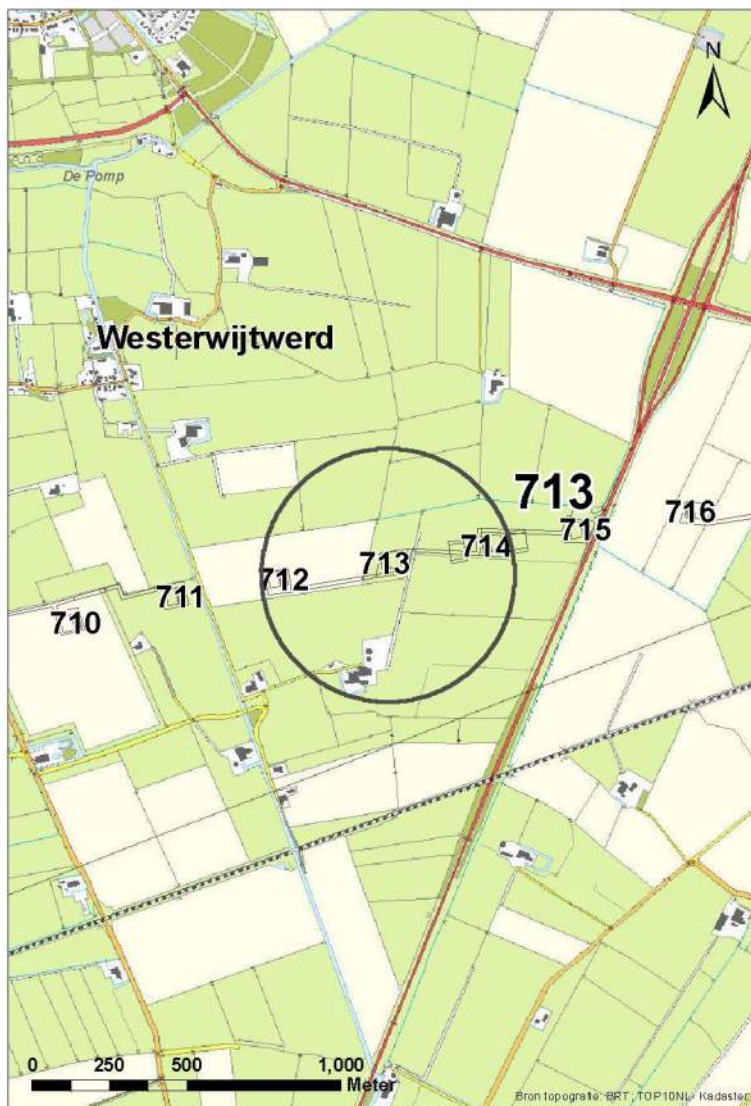 N
De Pomp
Westerwijtwerd
713
716
715
714
713
712
711
710
0 250 500 1,000
Meter
Bron topografie: BRT, TOP10NL- Kadaster